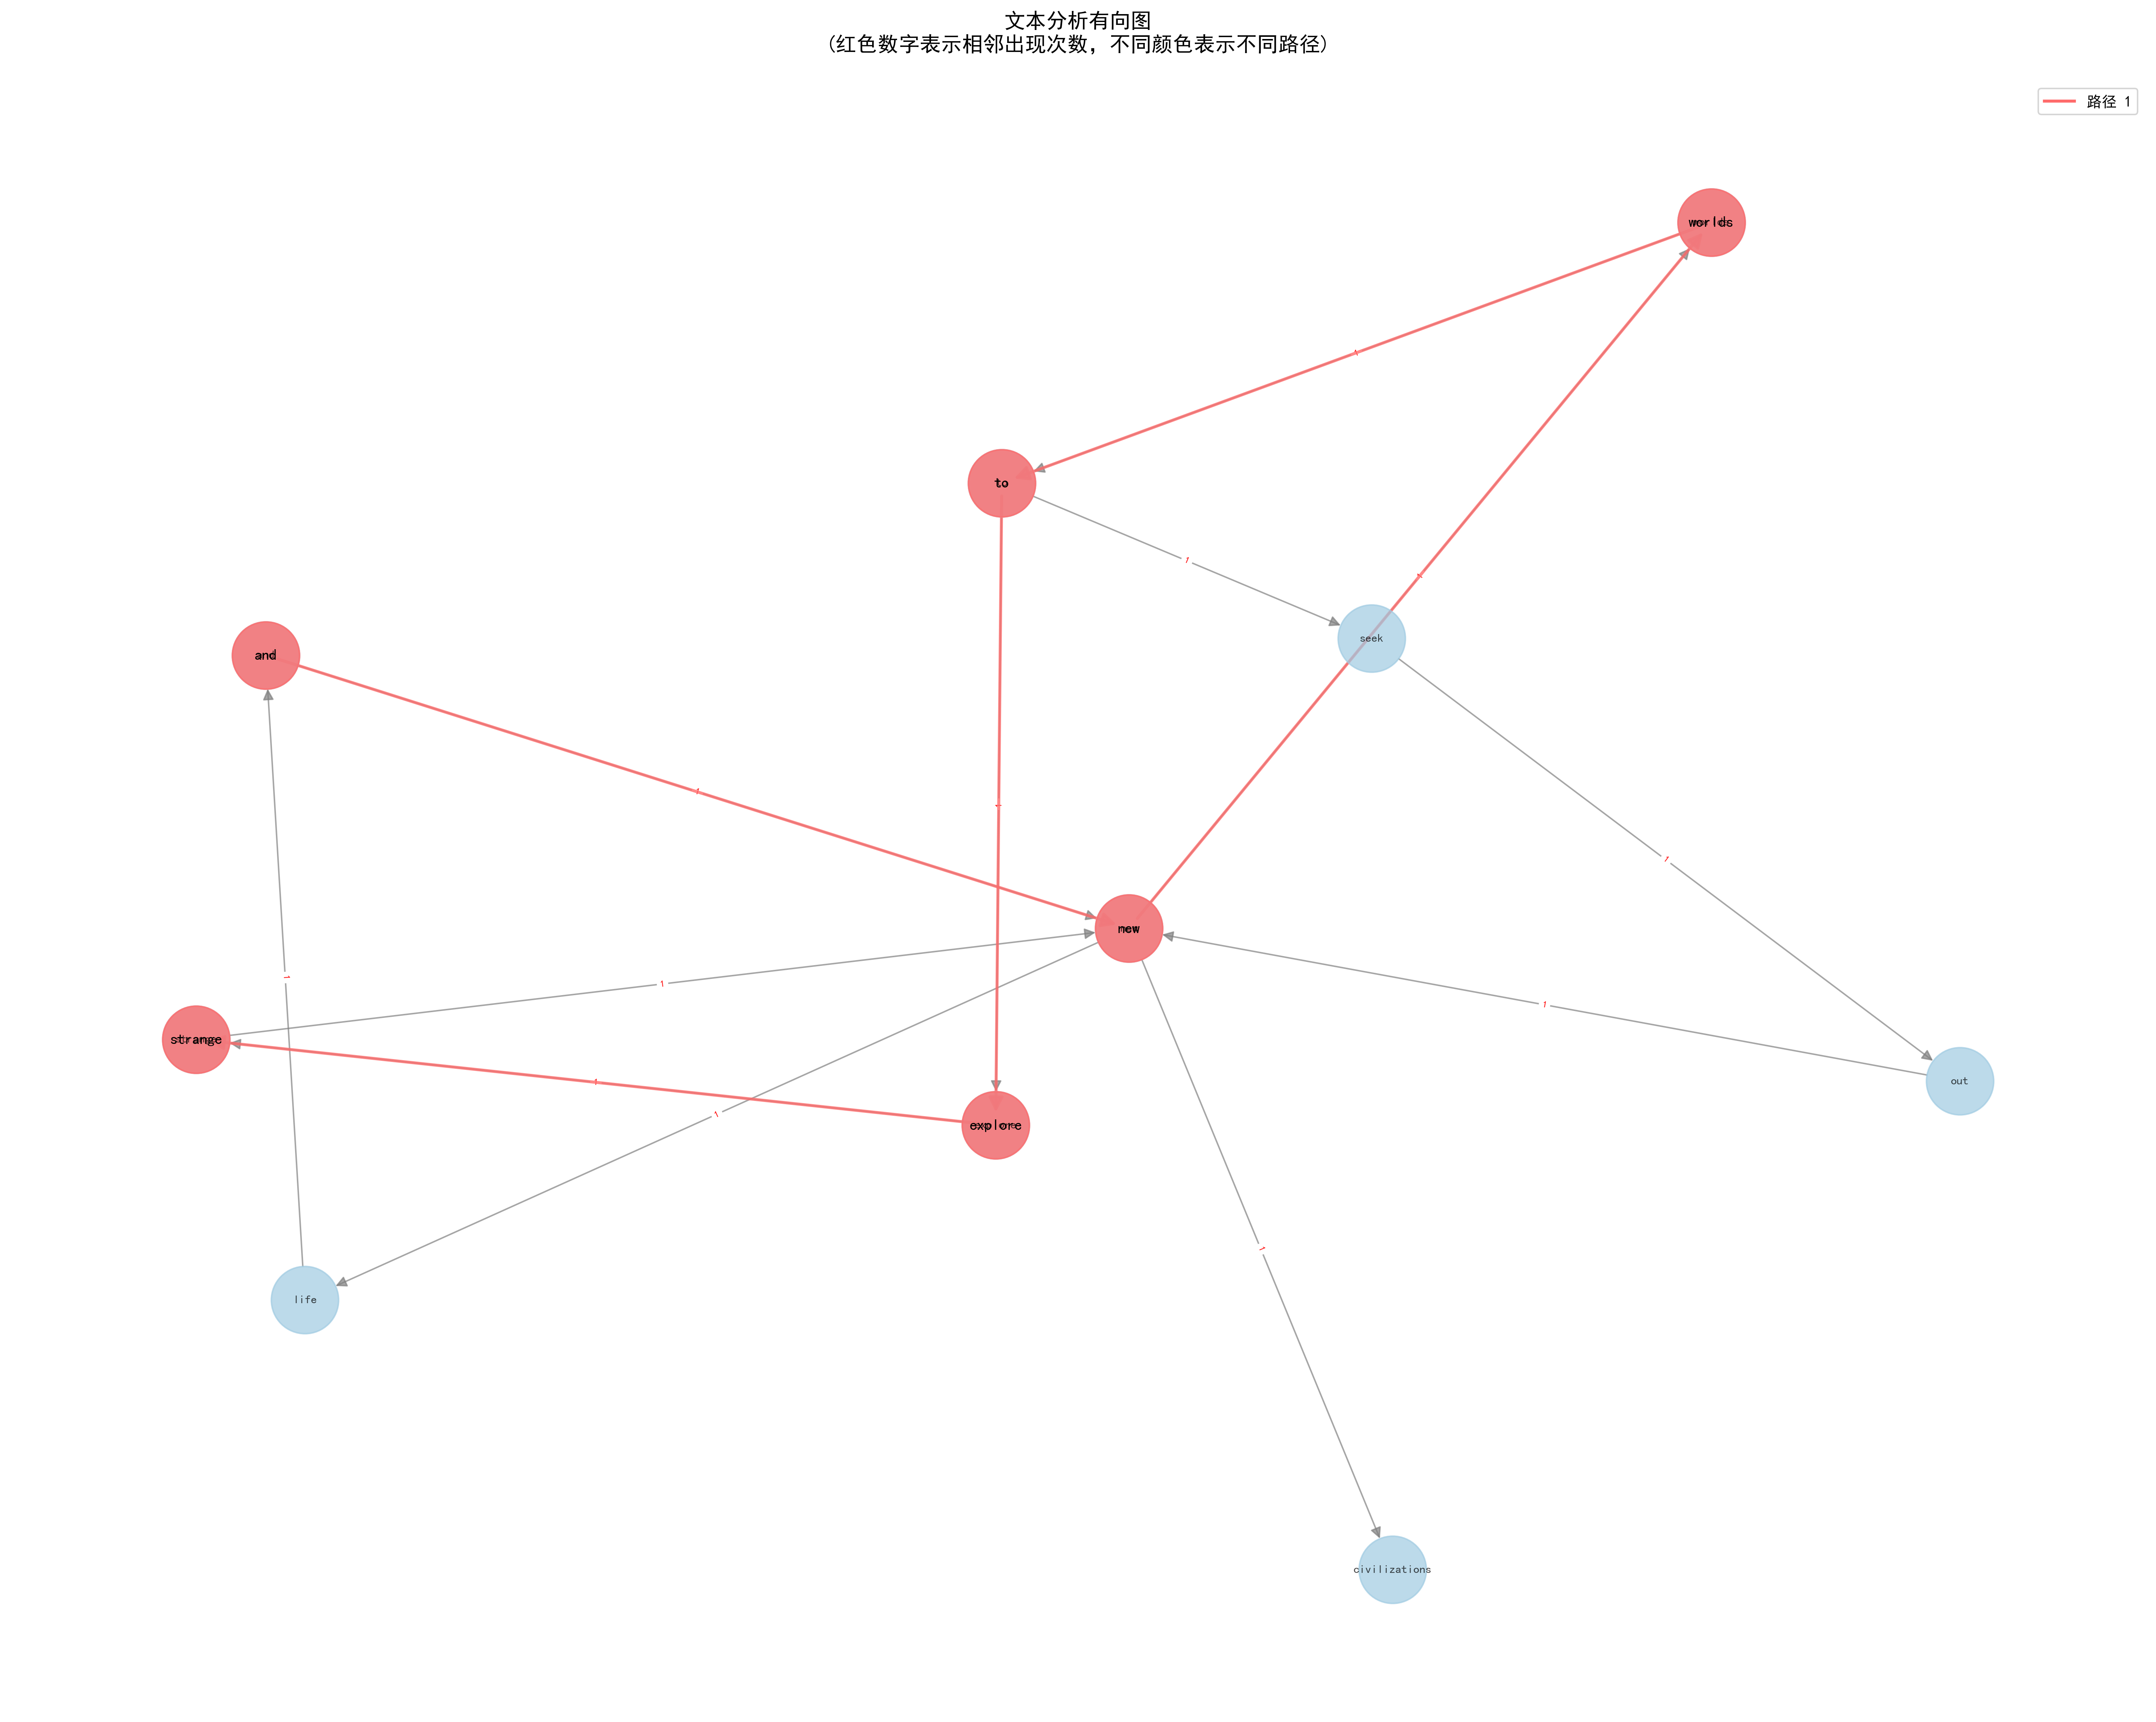 文本分析有向图
(红色数字表示相邻出现次数，不同颜色表示不同路径)
路径 1
worlds
1
to
1
1
seek
and
1
1
1
new
1
1
1
strange
1
out
1
explore
1
1
life
civilizations